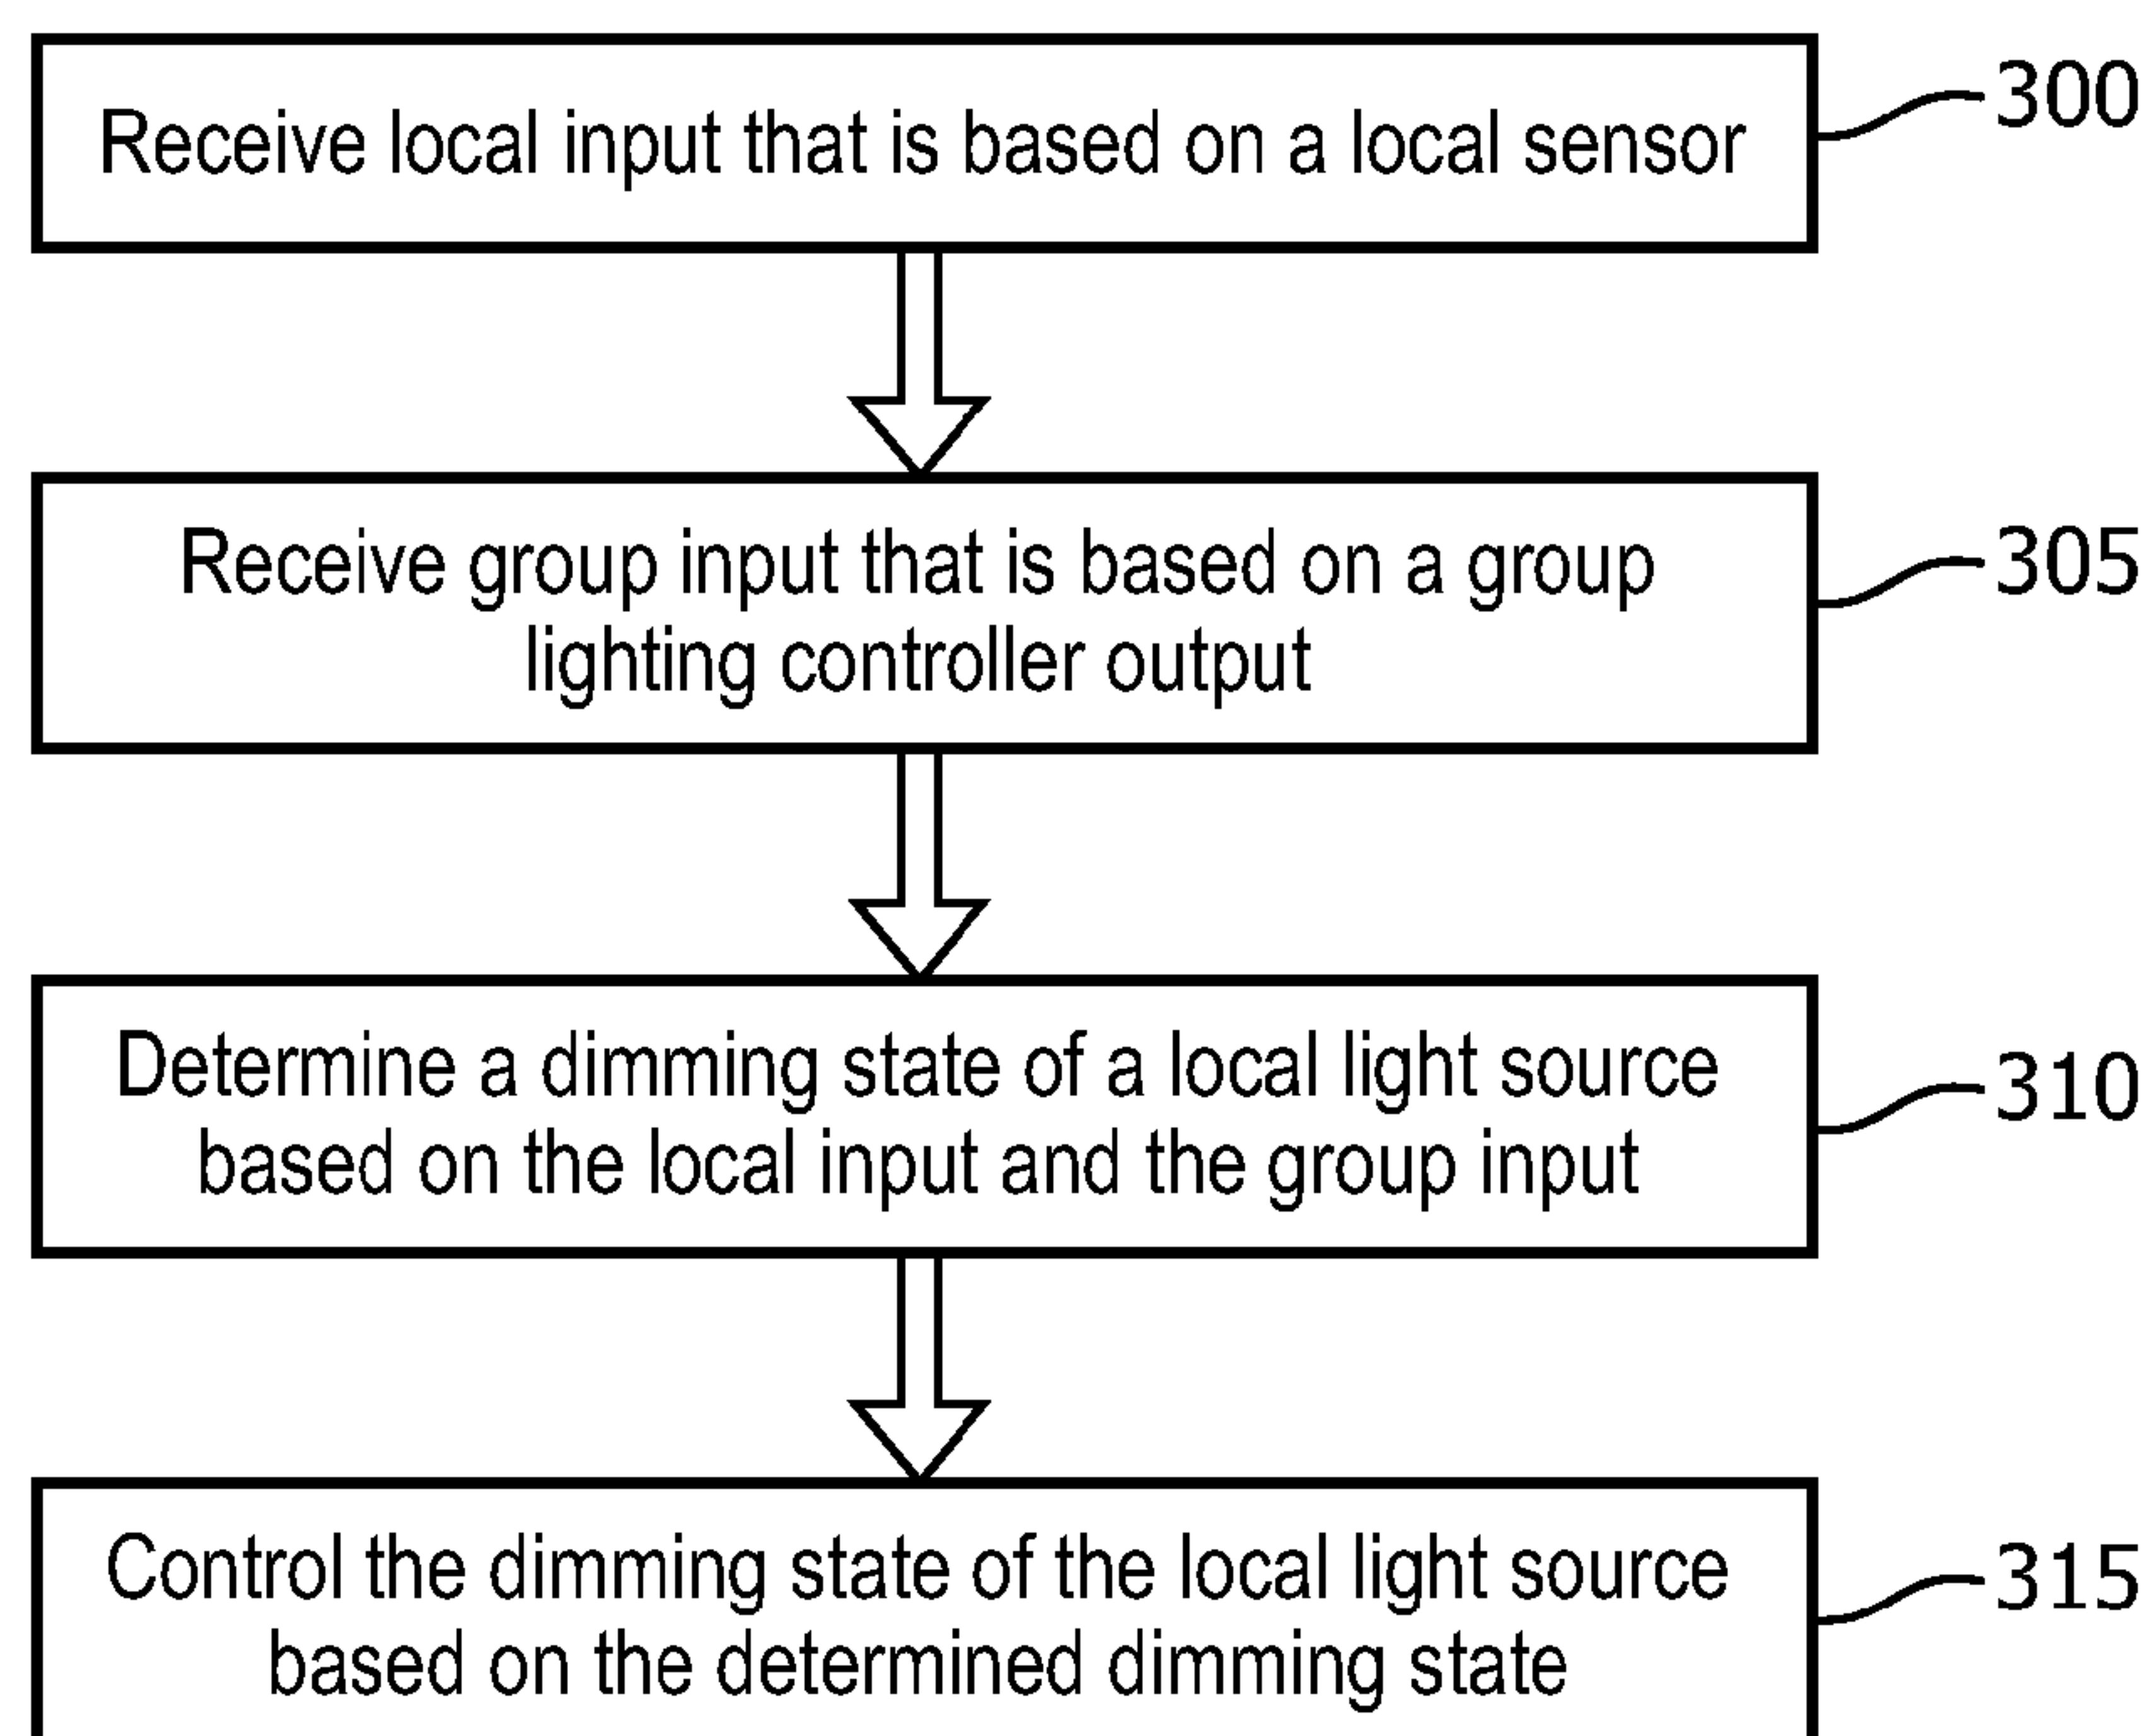 Receive local input that is based on a local sensor
300
Receive group input that is based on a group
lighting controller output
305
Determine a dimming state of a local light source
based on the local input and the group input
310
Control the dimming state of the local light source
based on the determined dimming state
315